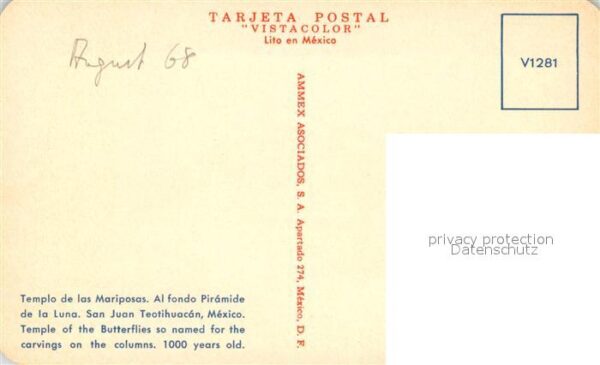 TARJETA POSTAL
"VISTACOLOR"
Lito en México
August 68
V1281
AMMEX ASOCIADOS, S. A. Apartado 274, México, D. F.
privacy protection
Datenschutz
Templo de las Mariposas. Al fondo Pirámide
de la Luna. San Juan Teotihuacán, México.
Temple of the Butterflies so named for the
carvings on the columns. 1000 years old.